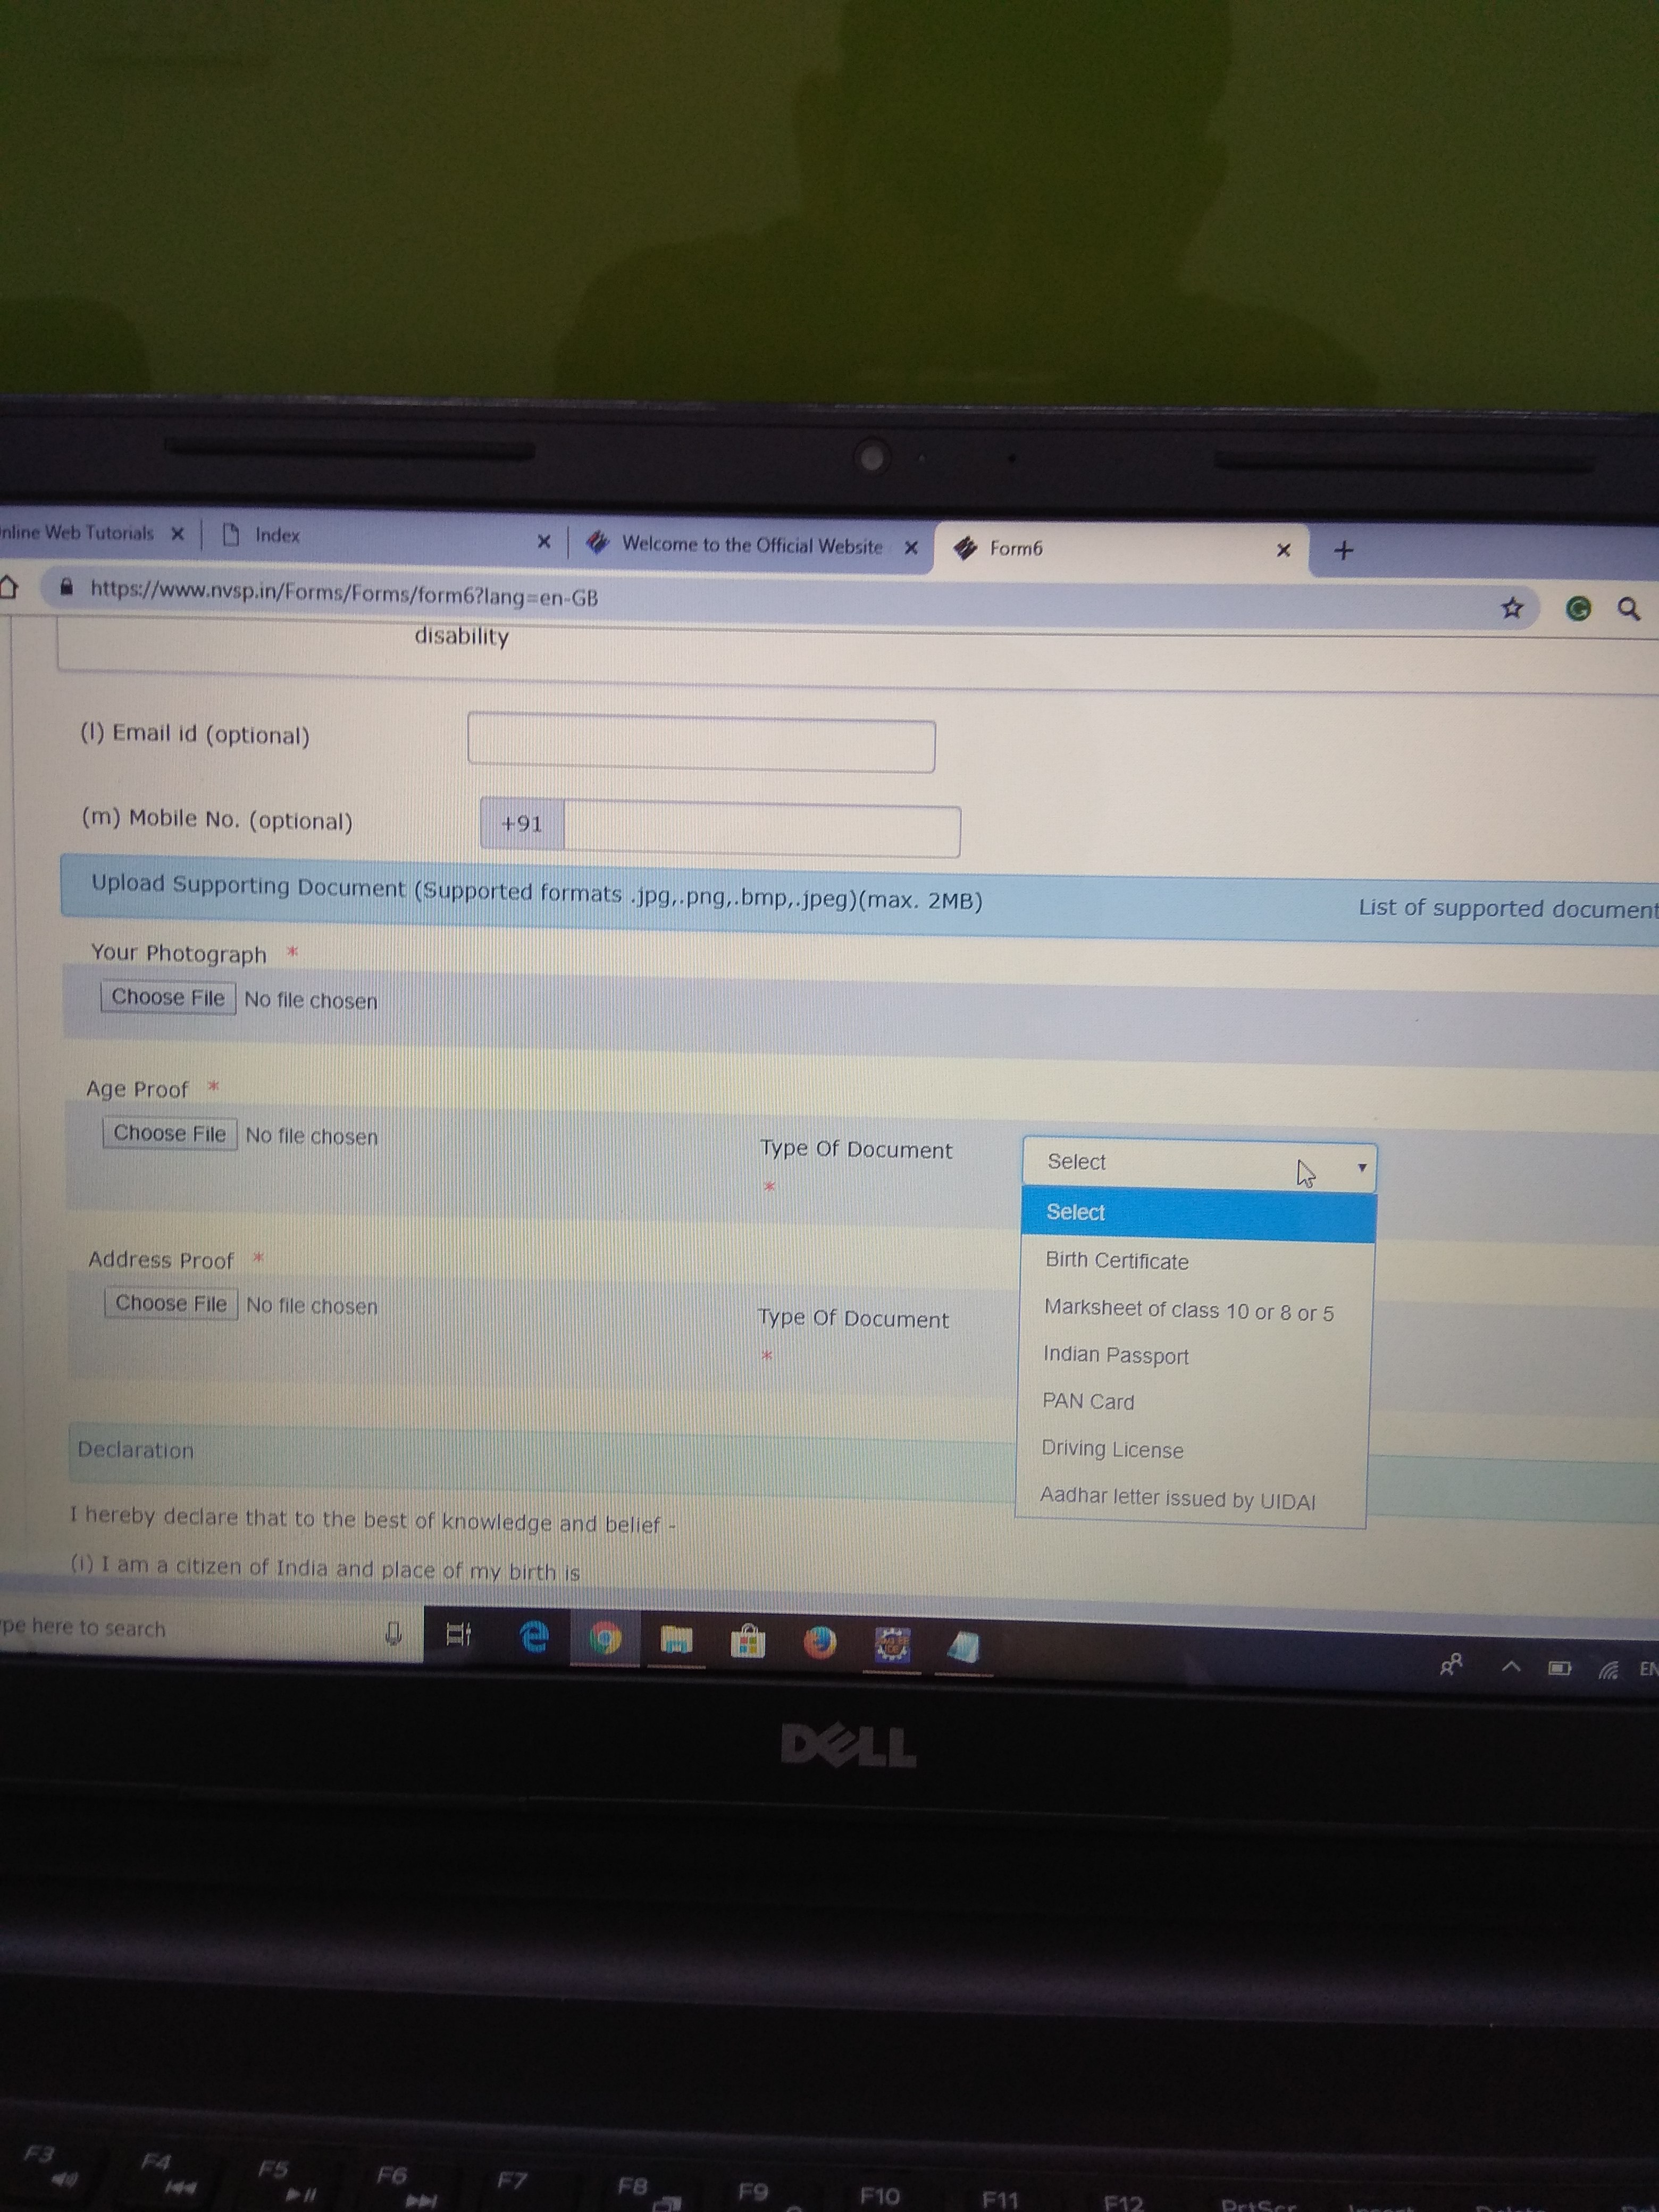 nline Web Tutorials
Index
Welcome to the Official Website
Form6
https://www.nvsp.in/Forms/Forms/form6?lang=en-GB
disability
(l) Email id (optional)
(m) Mobile No. (optional)
+91
Upload Supporting Document (Supported formats .jpg,.png,.bmp,.jpeg)(max. 2MB)
List of supported document
Your Photograph *
Choose File No file chosen
Age Proof *
Choose File No file chosen
Type Of Document
*
Select
Select
Birth Certificate
Marksheet of class 10 or 8 or 5
Indian Passport
PAN Card
Driving License
Aadhar letter issued by UIDAI
Address Proof *
Choose File No file chosen
Type Of Document
*
Declaration
I hereby declare that to the best of knowledge and belief -
(i) I am a citizen of India and place of my birth is
pe here to search
EN
DELL
F3 F4 F5 F6 F7 F8 F9 F10 F11 F12 PrtScr